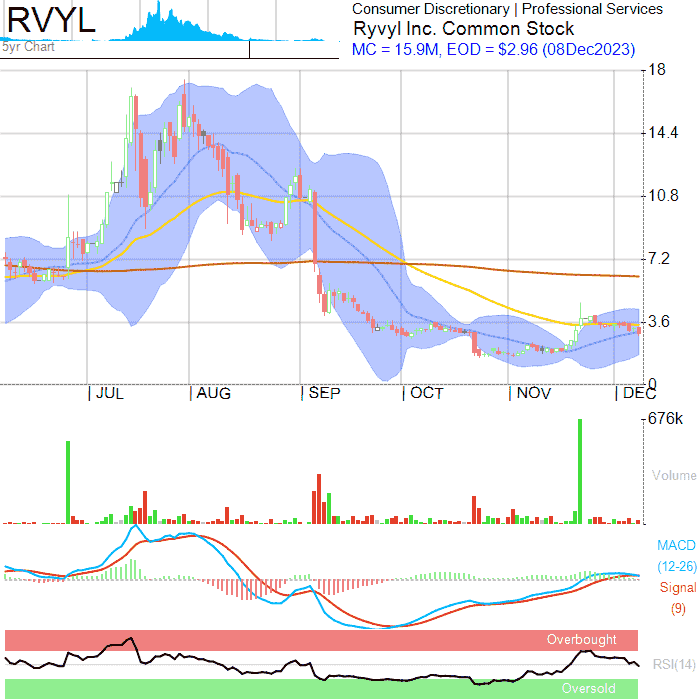 RVYL
5yr Chart
Consumer Discretionary | Professional Services
Ryvyl Inc. Common Stock
MC = 15.9M, EOD = $2.96 (08Dec2023)
18
14.4
10.8
7.2
3.6
0
JUL AUG SEP OCT NOV DEC
676k
Volume
MACD
(12-26)
Signal
(9)
Overbought
RSI(14)
Oversold